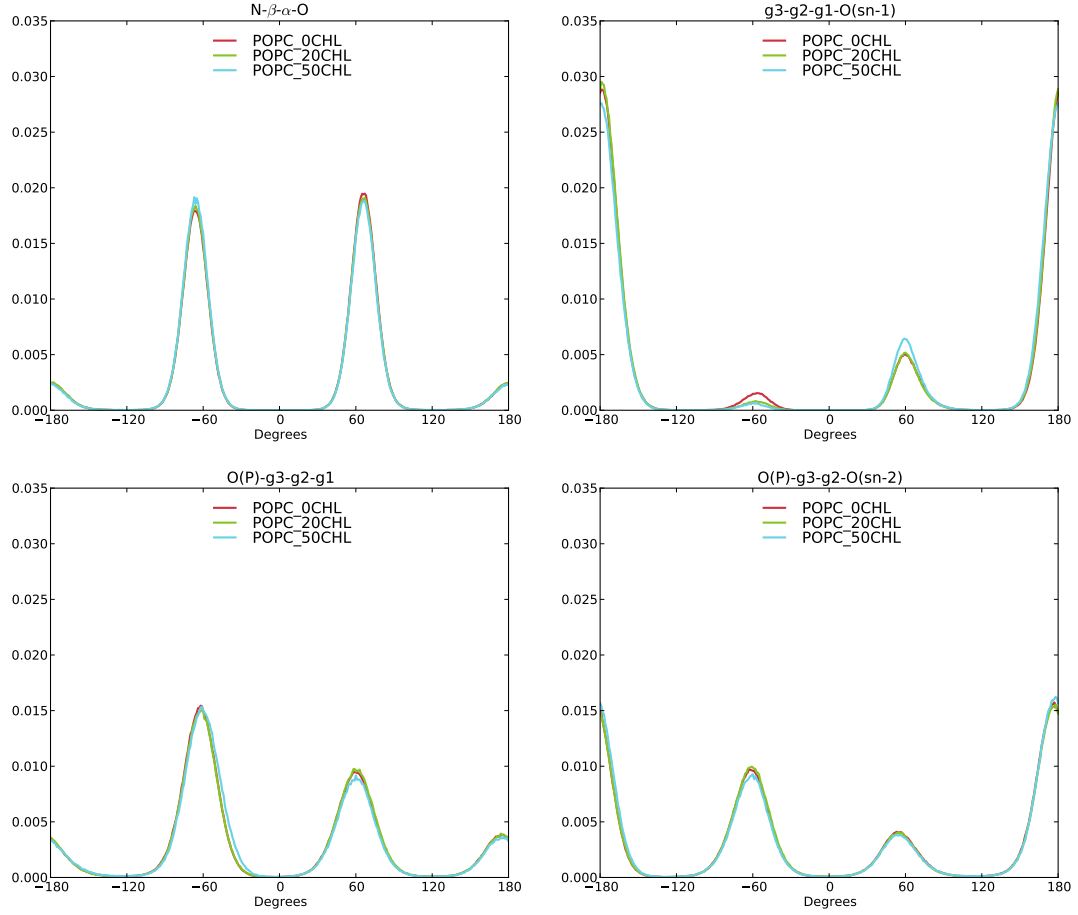 N-β-α-O
0.035
0.030
0.025
0.020
0.015
0.010
0.005
0.000
POPC_0CHL
POPC_20CHL
POPC_50CHL
−180 −120 −60 0 60 120 180
Degrees
g3-g2-g1-O(sn-1)
0.035
0.030
0.025
0.020
0.015
0.010
0.005
0.000
POPC_0CHL
POPC_20CHL
POPC_50CHL
−180 −120 −60 0 60 120 180
Degrees
O(P)-g3-g2-g1
0.035
0.030
0.025
0.020
0.015
0.010
0.005
0.000
POPC_0CHL
POPC_20CHL
POPC_50CHL
−180 −120 −60 0 60 120 180
Degrees
O(P)-g3-g2-O(sn-2)
0.035
0.030
0.025
0.020
0.015
0.010
0.005
0.000
POPC_0CHL
POPC_20CHL
POPC_50CHL
−180 −120 −60 0 60 120 180
Degrees